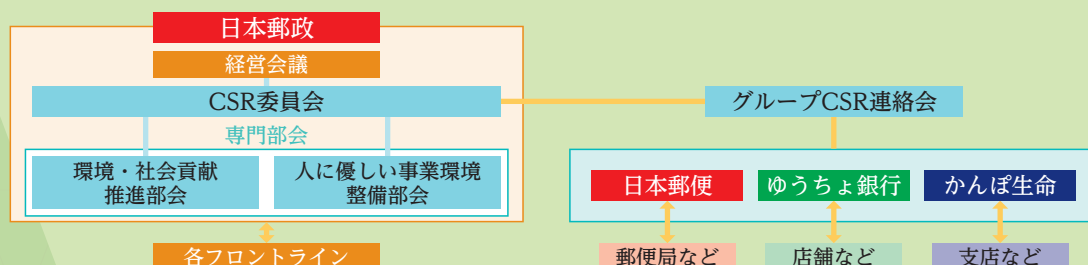 日本郵政
経営会議
CSR委員会
グループCSR連絡会
専門部会
環境・社会貢献
推進部会
人に優しい事業環境
整備部会
日本郵便
ゆうちょ銀行
かんぽ生命
各フロントライン
郵便局など
店舗など
支店など